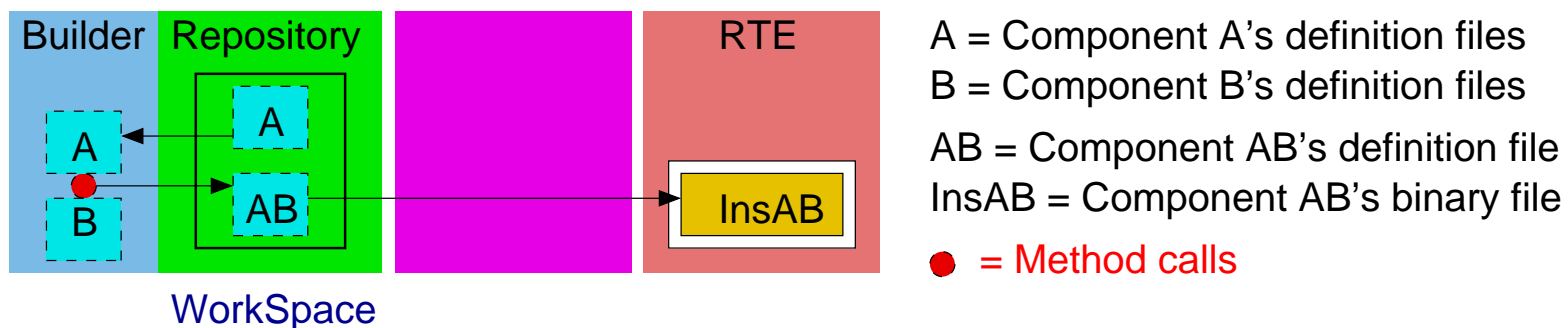 Builder
Repository
RTE
A
B
A
AB
InsAB
WorkSpace
A = Component A's definition files
B = Component B's definition files
AB = Component AB's definition file
InsAB = Component AB's binary file
= Method calls